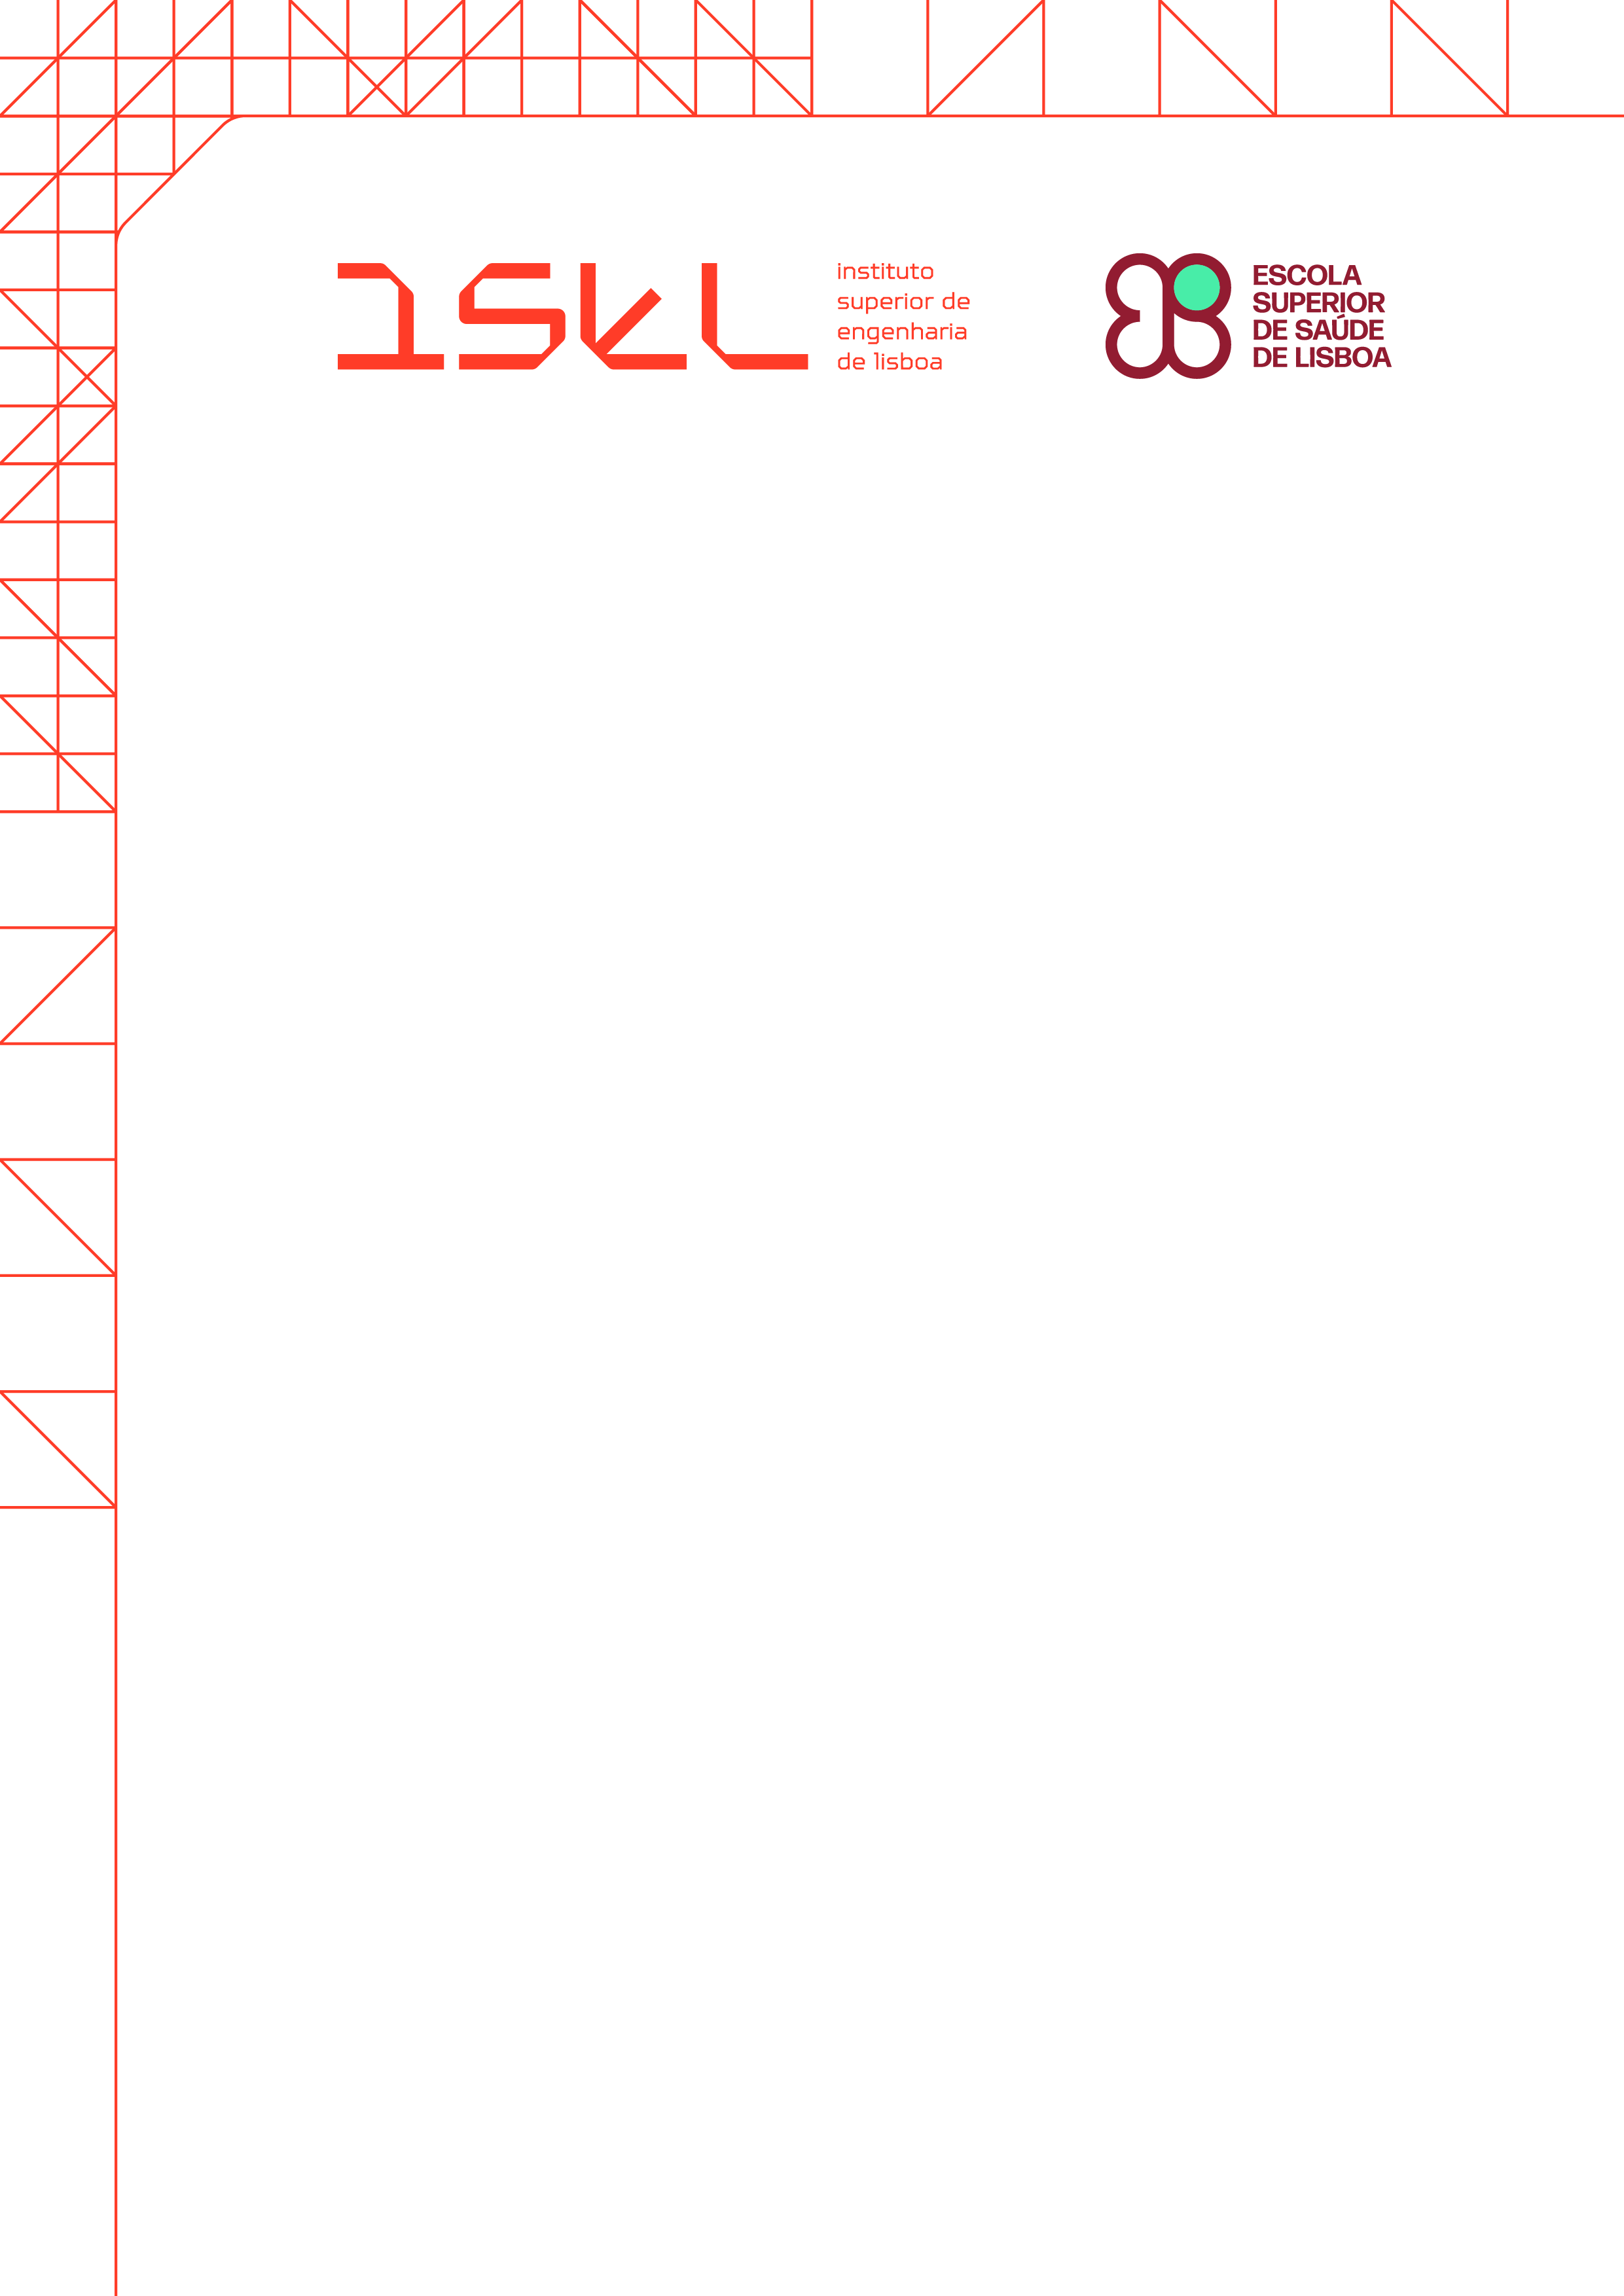 isel
instituto
superior de
engenharia
de lisboa
ESCOLA
SUPERIOR
DE SAÚDE
DE LISBOA